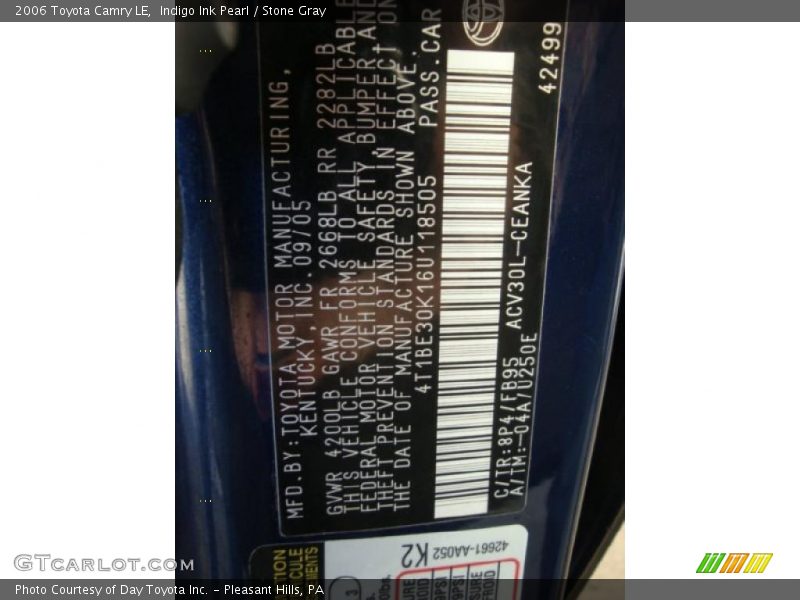 2006 Toyota Camry LE, Indigo Ink Pearl / Stone Gray
MFD.BY:TOYOTA MOTOR MANUFACTURING,
KENTUCKY,INC.09/05
GVWR 4200LB GAWR FR 2668LB RR 2282LB
THIS VEHICLE CONFORMS TO ALL APPLICABLE
FEDERAL MOTOR VEHICLE SAFETY BUMPER AND
THEFT PREVENTION STANDARDS IN EFFECT ON
THE DATE OF MANUFACTURE SHOWN ABOVE.
4T1BE30K16U118505 PASS.CAR
C/TR:8P4/FB95 ACV30L-CEANKA
A/TM:-04A/U250E
42499
42661-AA052
K2
3
GTCarLot.com
Photo Courtesy of Day Toyota Inc. - Pleasant Hills, PA